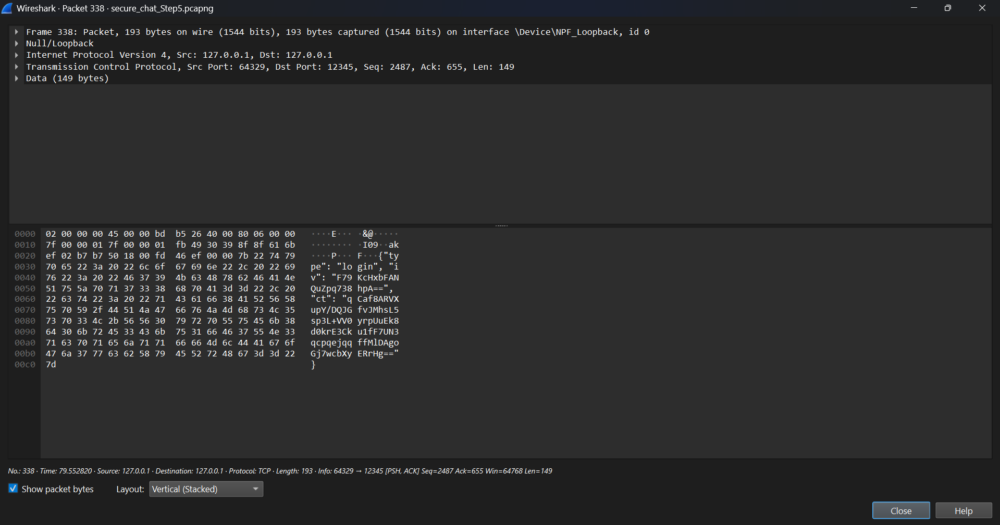 Wireshark · Packet 338 · secure_chat_Step5.pcapng
Frame 338: Packet, 193 bytes on wire (1544 bits), 193 bytes captured (1544 bits) on interface \Device\NPF_Loopback, id 0
Null/Loopback
Internet Protocol Version 4, Src: 127.0.0.1, Dst: 127.0.0.1
Transmission Control Protocol, Src Port: 64329, Dst Port: 12345, Seq: 2487, Ack: 655, Len: 149
Data (149 bytes)
0000 02 00 00 00 45 00 00 bd b5 26 40 00 80 06 00 00 ····E··· ·&@·····
0010 7f 00 00 01 7f 00 00 01 fb 49 30 39 8f 8f 61 6b ········ ·I09··ak
0020 ef 02 b7 b7 50 18 00 fd 46 ef 00 00 7b 22 74 79 ····P··· F···{"ty
0030 70 65 22 3a 20 22 6c 6f 67 69 6e 22 2c 20 22 69 pe": "lo gin", "i
0040 76 22 3a 20 22 46 37 39 4b 63 48 78 62 46 41 4e v": "F79 KcHxbFAN
0050 51 75 5a 70 71 37 33 38 68 70 41 3d 3d 22 2c 20 QuZpq738 hpA==",
0060 22 63 74 22 3a 20 22 71 43 61 66 38 41 52 56 58 "ct": "q Caf8ARVX
0070 75 70 59 2f 44 51 4a 47 66 76 4a 4d 68 73 4c 35 upY/DQJG fvJMhsL5
0080 73 70 33 4c 2b 56 56 30 79 72 70 55 75 45 6b 38 sp3L+VV0 yrpUuEk8
0090 64 30 6b 72 45 33 43 6b 75 31 66 46 37 55 4e 33 d0krE3Ck u1fF7UN3
00a0 71 63 70 71 65 6a 71 71 66 66 4d 6c 44 41 67 6f qcpqejqq ffMlDAgo
00b0 47 6a 37 77 63 62 58 79 45 52 72 48 67 3d 3d 22 Gj7wcbXy ERrHg=="
00c0 7d }
No.: 338 · Time: 79.552820 · Source: 127.0.0.1 · Destination: 127.0.0.1 · Protocol: TCP · Length: 193 · Info: 64329 → 12345 [PSH, ACK] Seq=2487 Ack=655 Win=64768 Len=149
Show packet bytes Layout: Vertical (Stacked)
Close Help